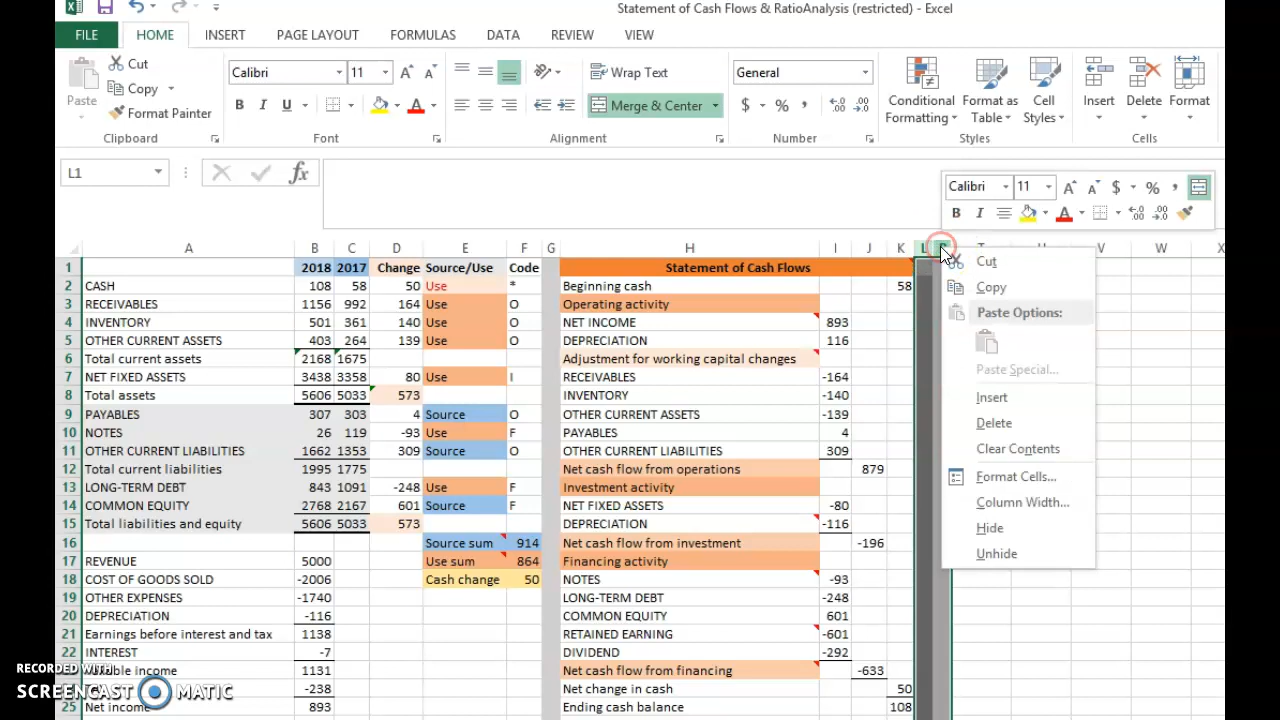 Statement of Cash Flows & RatioAnalysis (restricted) - Excel
FILE HOME INSERT PAGE LAYOUT FORMULAS DATA REVIEW VIEW
Cut
Copy
Format Painter
Paste
Clipboard
Calibri 11
B I U
Font
Wrap Text
Merge & Center
Alignment
General
$ % ,
Number
Conditional Formatting
Format as Table
Cell Styles
Styles
Insert Delete Format
Cells
L1
fx
Calibri 11 $ % ,
B I
A B C D E F G H I J K L V W X
1 2018 2017 Change Source/Use Code Statement of Cash Flows
2 CASH 108 58 50 Use * Beginning cash 58
3 RECEIVABLES 1156 992 164 Use O Operating activity
4 INVENTORY 501 361 140 Use O NET INCOME 893
5 OTHER CURRENT ASSETS 403 264 139 Use O DEPRECIATION 116
6 Total current assets 2168 1675 Adjustment for working capital changes
7 NET FIXED ASSETS 3438 3358 80 Use I RECEIVABLES -164
8 Total assets 5606 5033 573 INVENTORY -140
9 PAYABLES 307 303 4 Source O OTHER CURRENT ASSETS -139
10 NOTES 26 119 -93 Use F PAYABLES 4
11 OTHER CURRENT LIABILITIES 1662 1353 309 Source O OTHER CURRENT LIABILITIES 309
12 Total current liabilities 1995 1775 Net cash flow from operations 879
13 LONG-TERM DEBT 843 1091 -248 Use F Investment activity
14 COMMON EQUITY 2768 2167 601 Source F NET FIXED ASSETS -80
15 Total liabilities and equity 5606 5033 573 DEPRECIATION -116
16 Source sum 914 Net cash flow from investment -196
17 REVENUE 5000 Use sum 864 Financing activity
18 COST OF GOODS SOLD -2006 Cash change 50 NOTES -93
19 OTHER EXPENSES -1740 LONG-TERM DEBT -248
20 DEPRECIATION -116 COMMON EQUITY 601
21 Earnings before interest and tax 1138 RETAINED EARNING -601
22 INTEREST -7 DIVIDEND -292
income 1131 Net cash flow from financing -633
-238 Net change in cash 50
25 Net income 893 Ending cash balance 108
Cut
Copy
Paste Options:
Paste Special...
Insert
Delete
Clear Contents
Format Cells...
Column Width...
Hide
Unhide
RECORDED WITH
SCREENCAST MATIC